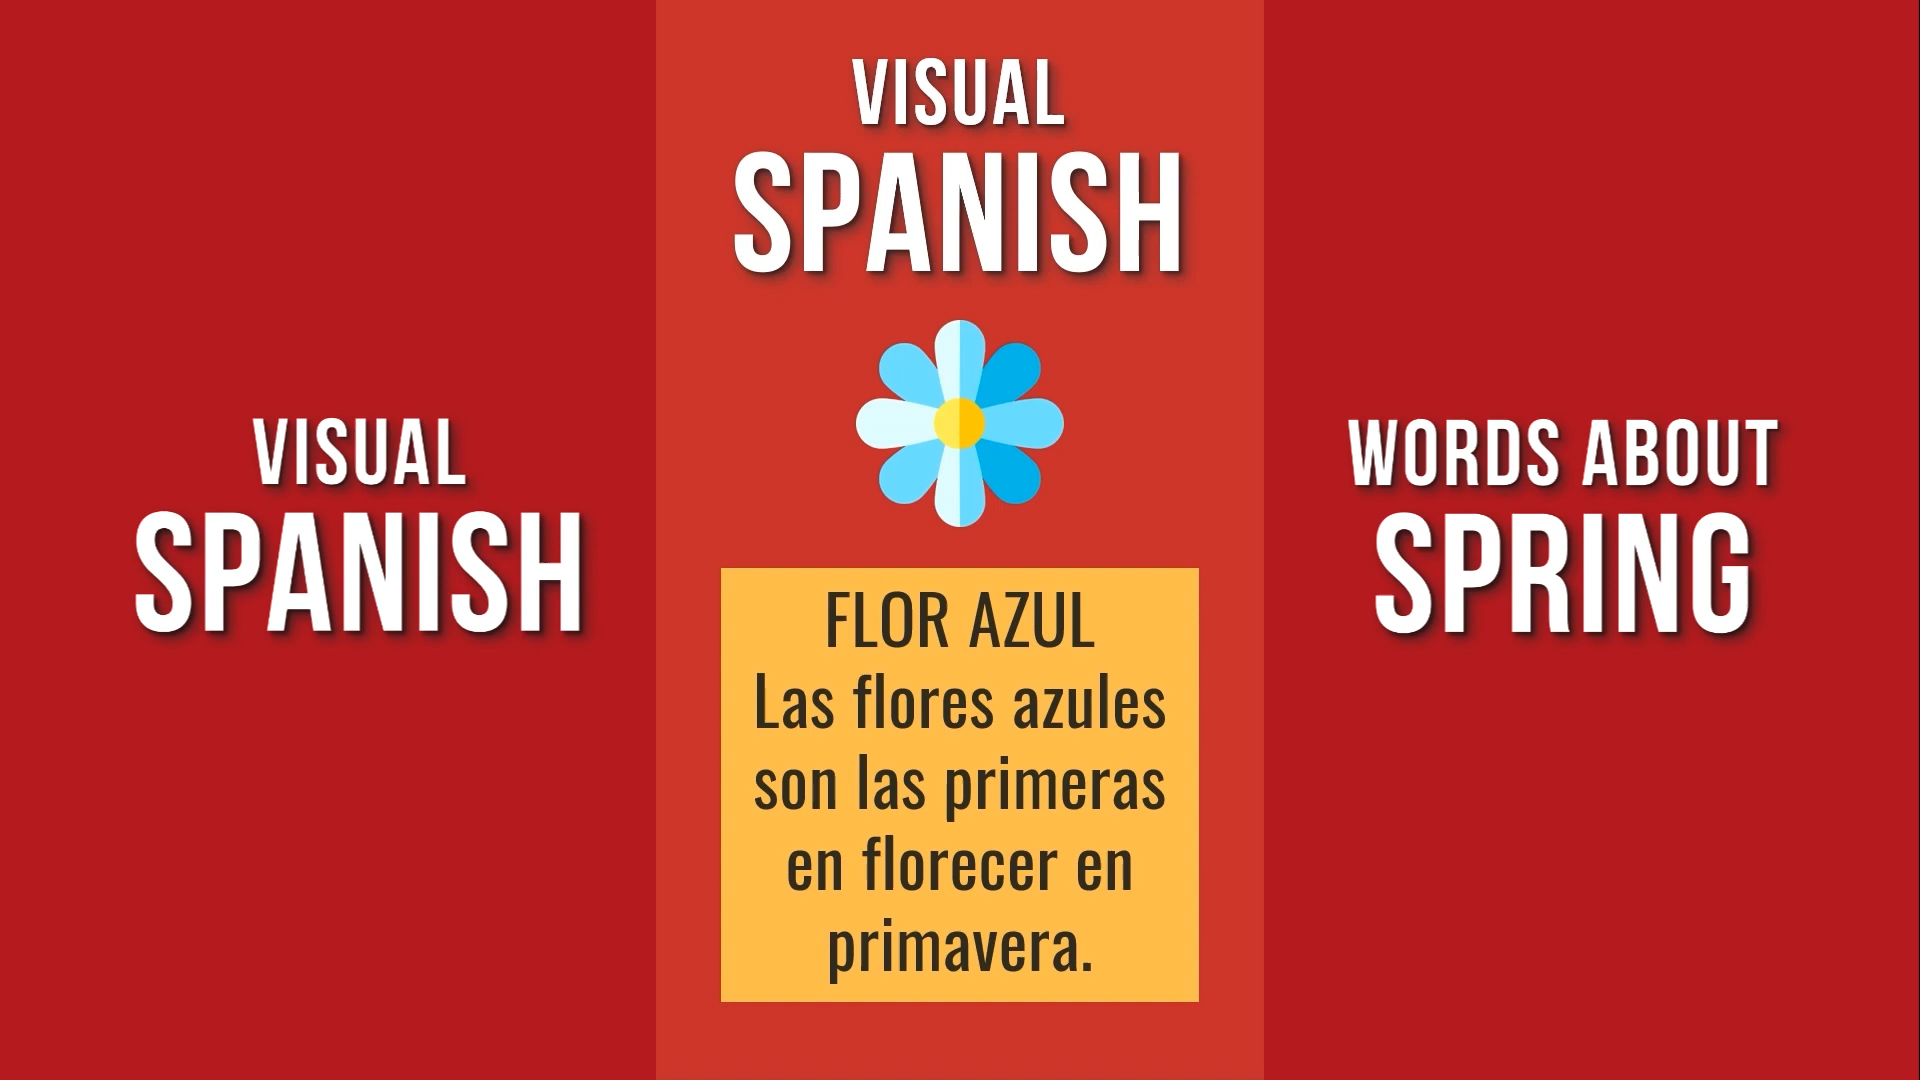 VISUAL
SPANISH
VISUAL
SPANISH
FLOR AZUL
Las flores azules
son las primeras
en florecer en
primavera.
WORDS ABOUT
SPRING